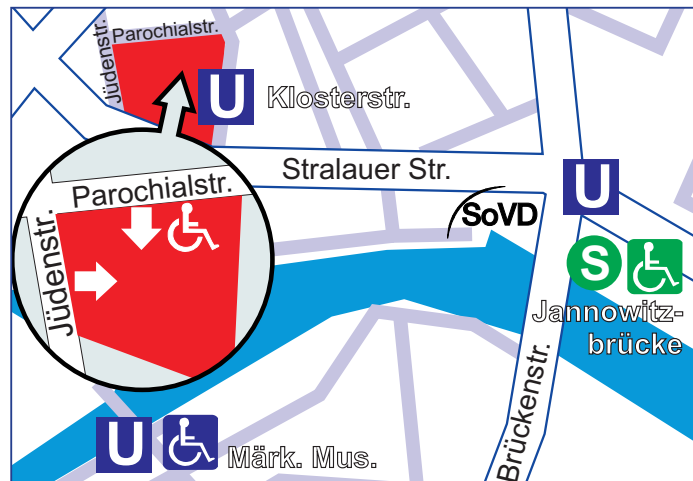 Parochialstr.
Jüdenstr.
U
Klosterstr.
Stralauer Str.
Parochialstr.
U
SoVD
Jüdenstr.
S
Jannowitz-
brücke
Brückenstr.
U
Märk. Mus.